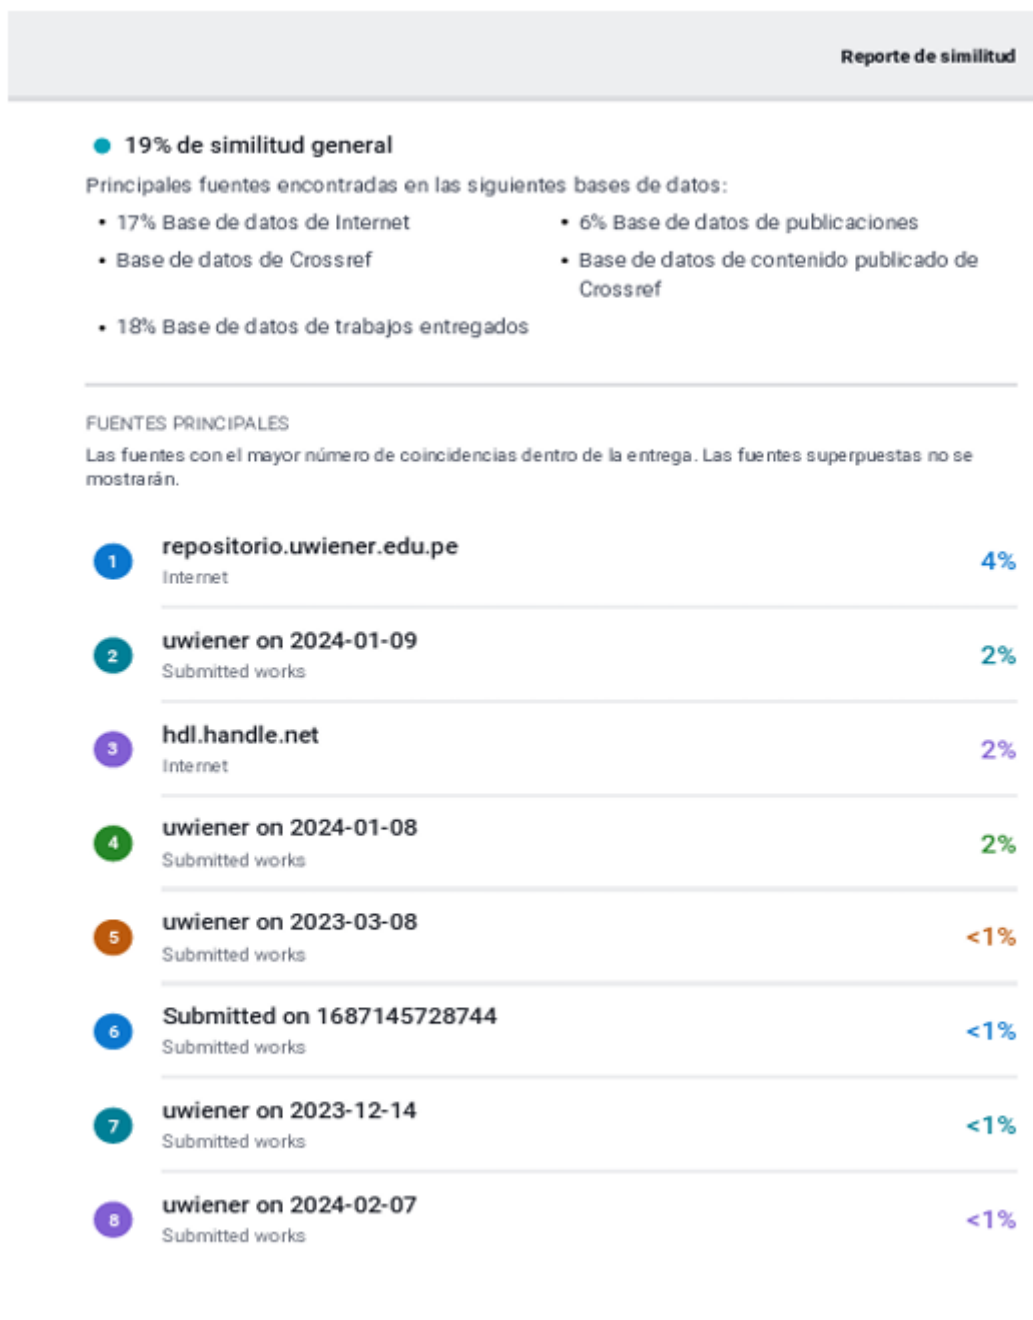 Reporte de similitud
19% de similitud general
Principales fuentes encontradas en las siguientes bases de datos:
• 17% Base de datos de Internet
• 6% Base de datos de publicaciones
• Base de datos de Crossref
• Base de datos de contenido publicado de
Crossref
• 18% Base de datos de trabajos entregados
FUENTES PRINCIPALES
Las fuentes con el mayor número de coincidencias dentro de la entrega. Las fuentes superpuestas no se
mostrarán.
1 repositorio.uwiener.edu.pe 4%
Internet
2 uwiener on 2024-01-09 2%
Submitted works
3 hdl.handle.net 2%
Internet
4 uwiener on 2024-01-08 2%
Submitted works
5 uwiener on 2023-03-08 <1%
Submitted works
6 Submitted on 1687145728744 <1%
Submitted works
7 uwiener on 2023-12-14 <1%
Submitted works
8 uwiener on 2024-02-07 <1%
Submitted works